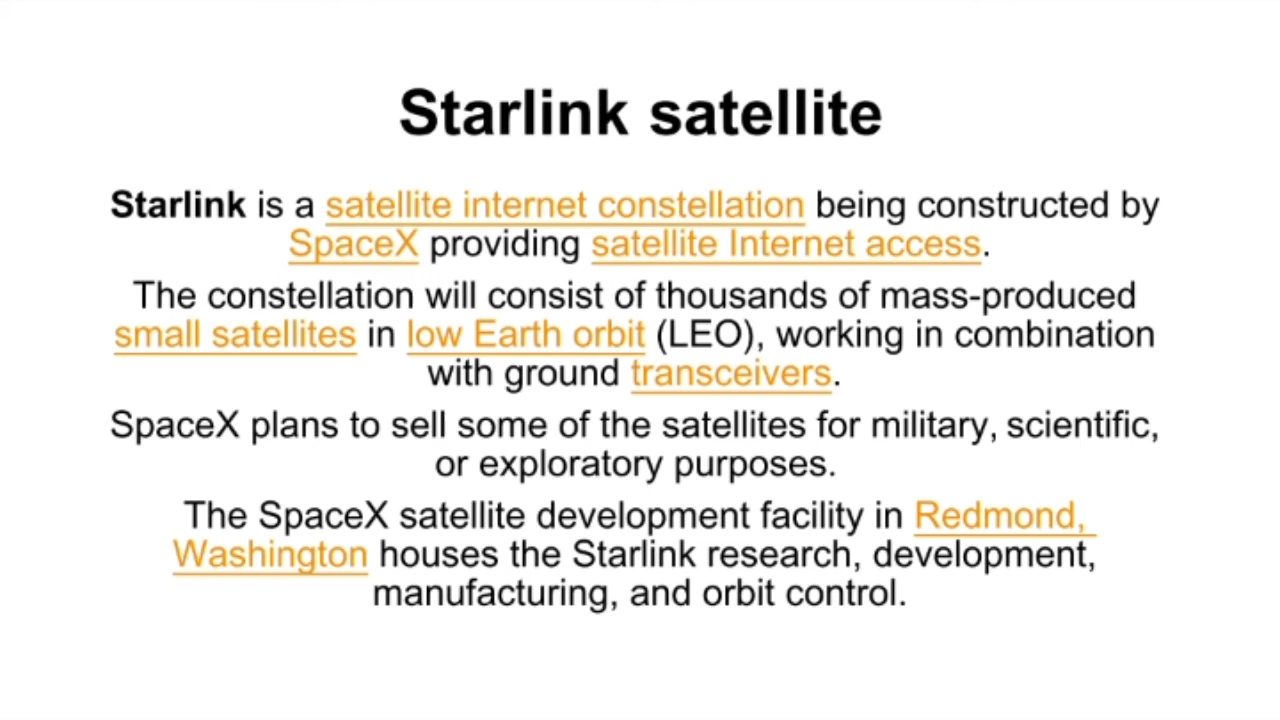 Starlink satellite
Starlink is a satellite internet constellation being constructed by
SpaceX providing satellite Internet access.
The constellation will consist of thousands of mass-produced
small satellites in low Earth orbit (LEO), working in combination
with ground transceivers.
SpaceX plans to sell some of the satellites for military, scientific,
or exploratory purposes.
The SpaceX satellite development facility in Redmond,
Washington houses the Starlink research, development,
manufacturing, and orbit control.